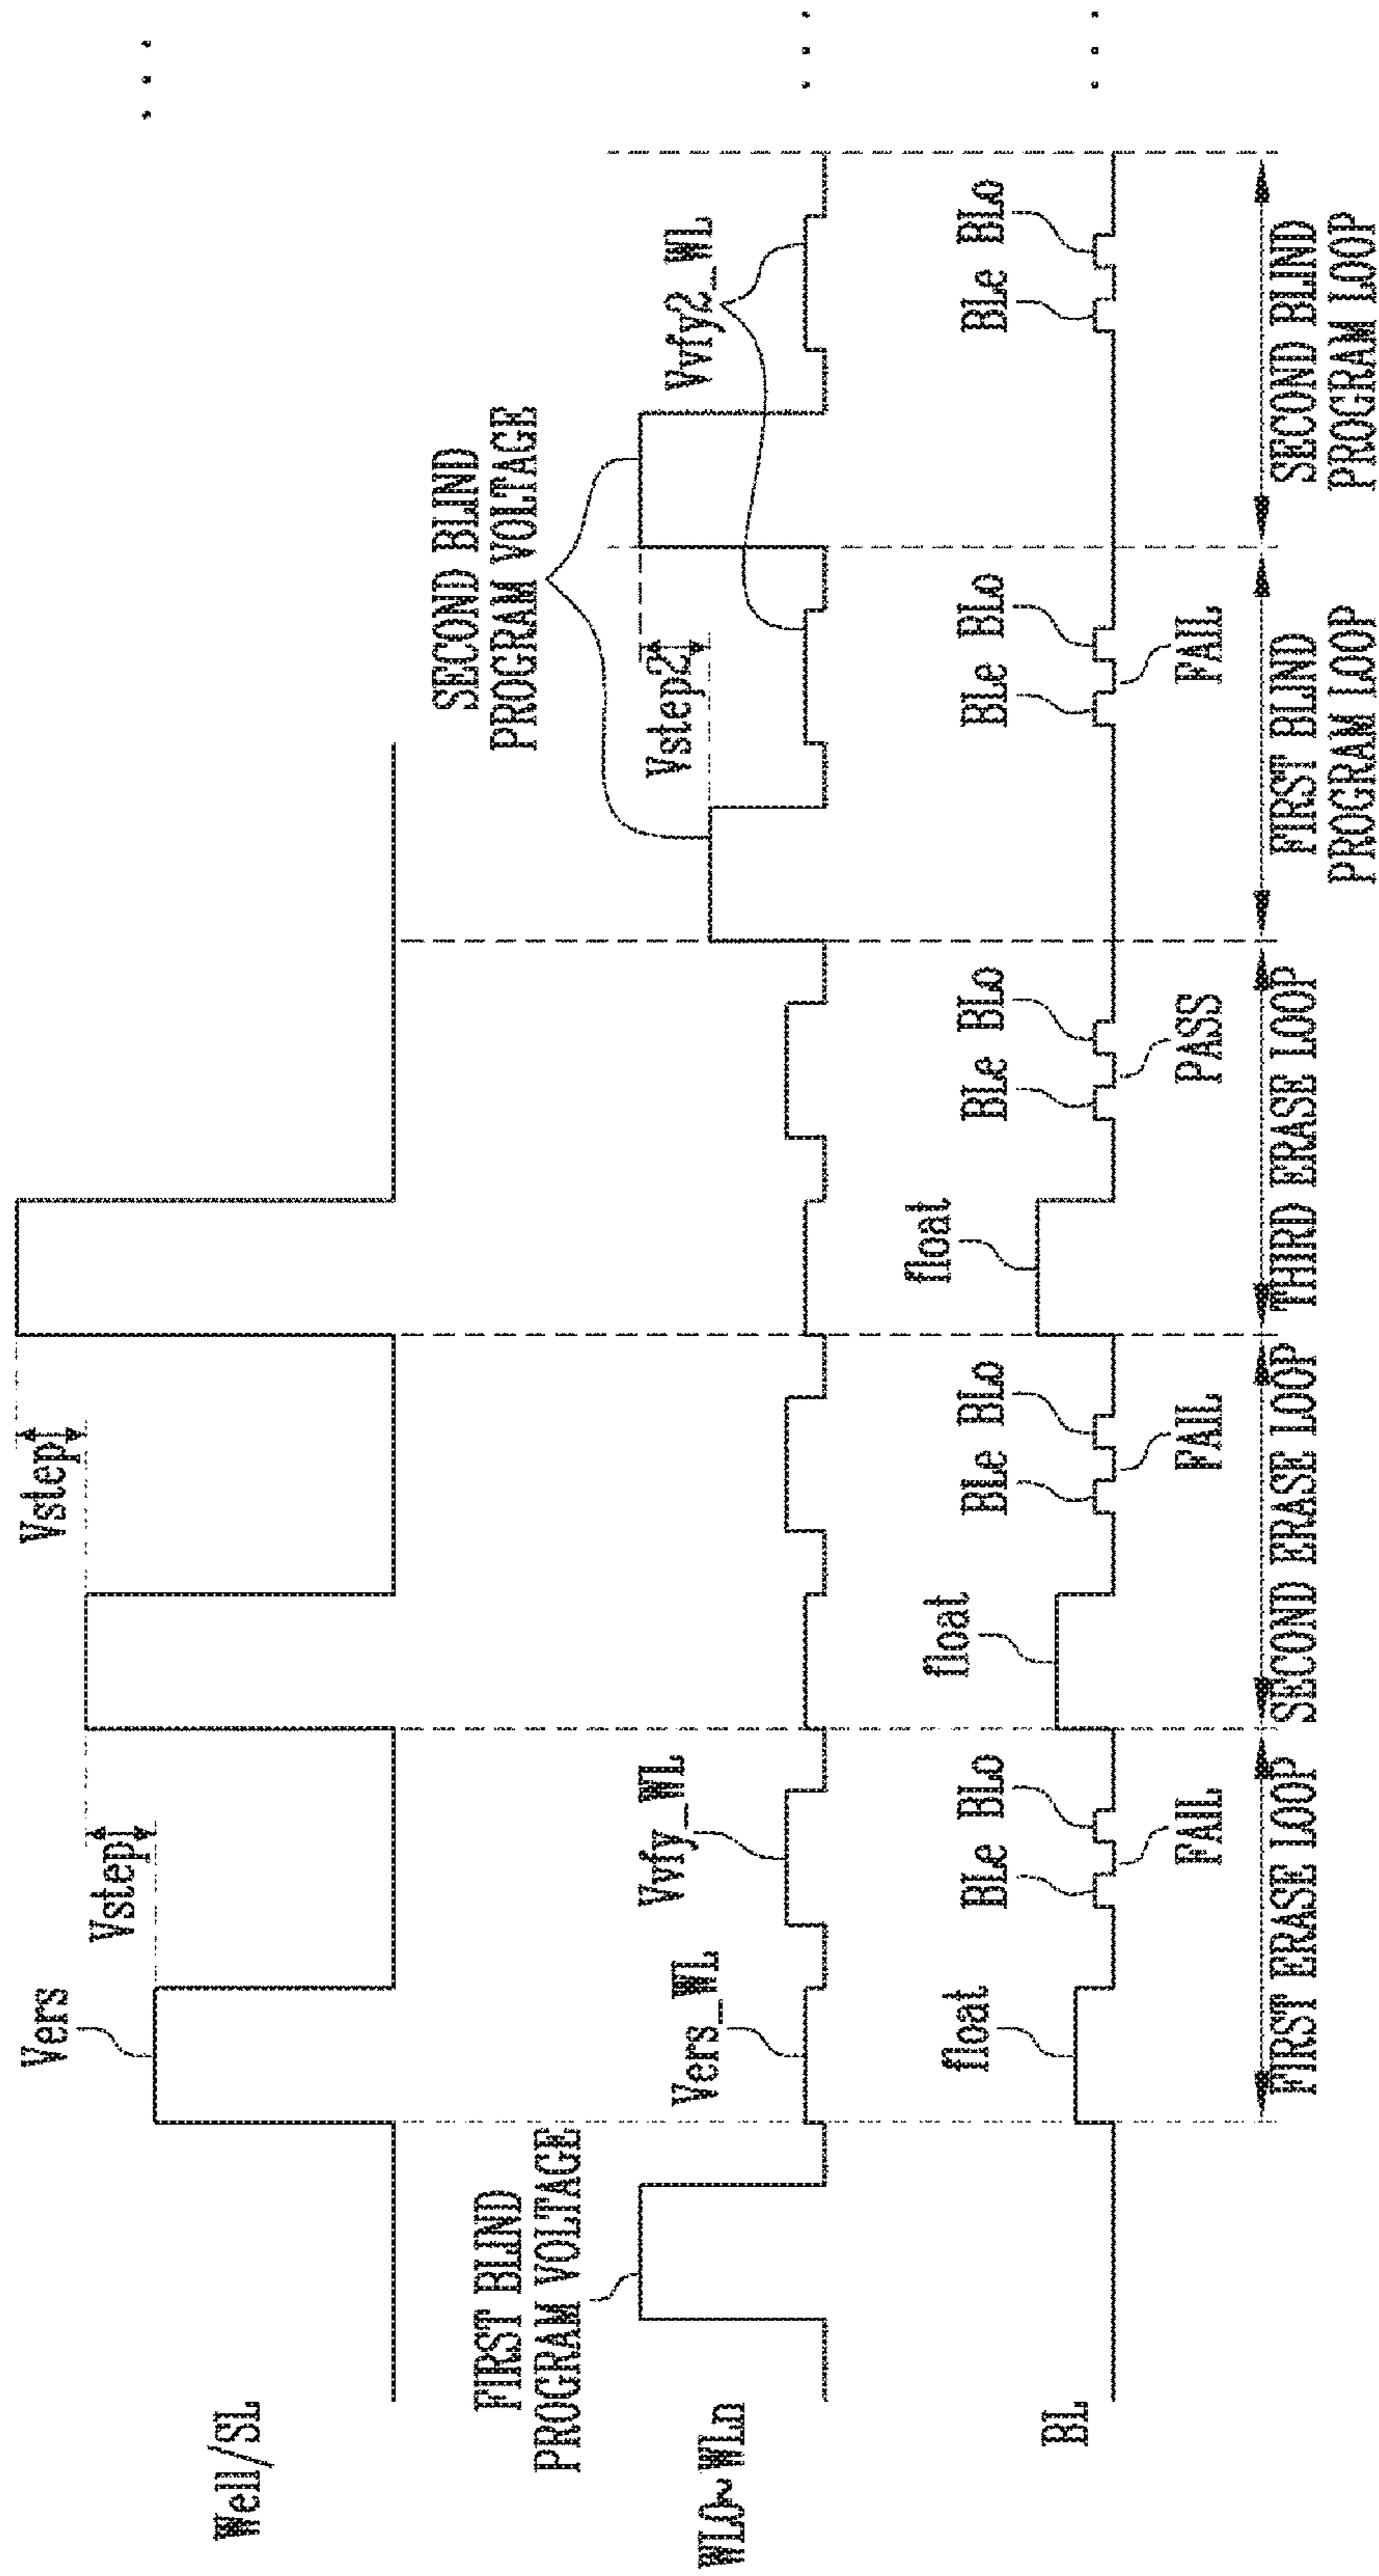 Well/SL
Vers
Vstep1
Vstep1
WL0~WLn
FIRST BLIND
PROGRAM VOLTAGE
Vers_WL
Vvfy_WL
SECOND BLIND
PROGRAM VOLTAGE
Vstep2
Vvfy2_WL
BL
float
BLe BLo
FAIL
float
BLe BLo
FAIL
float
BLe BLo
PASS
BLe BLo
FAIL
BLe BLo
FIRST ERASE LOOP
SECOND ERASE LOOP
THIRD ERASE LOOP
FIRST BLIND
PROGRAM LOOP
SECOND BLIND
PROGRAM LOOP